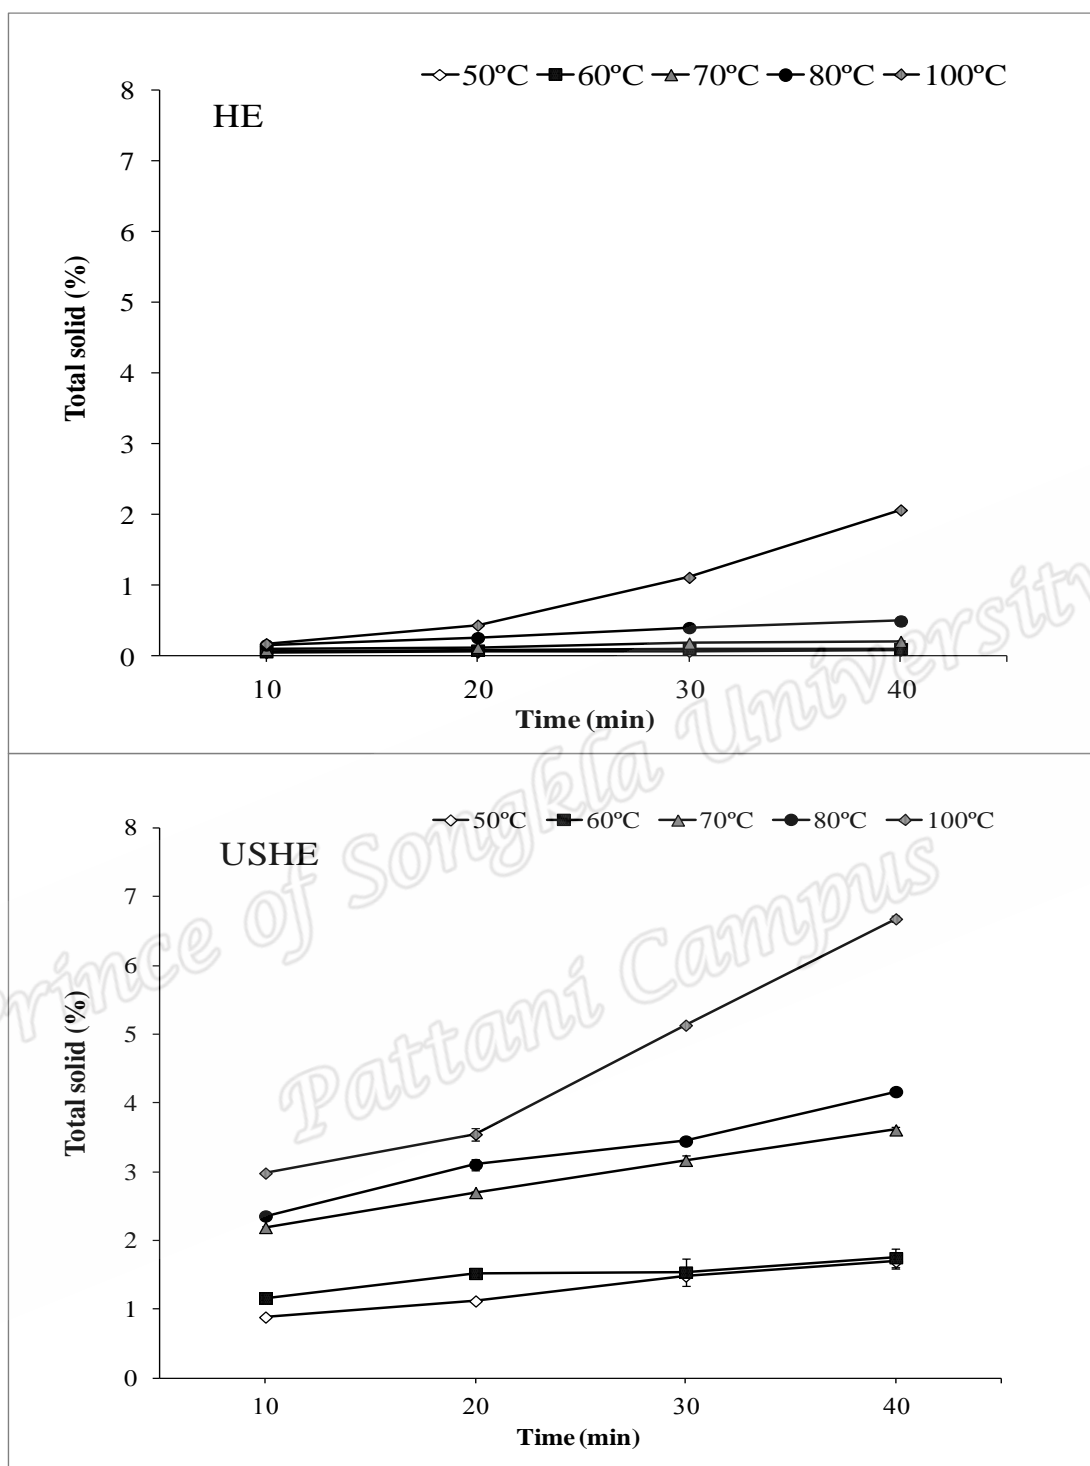 50ºC 60ºC 70ºC 80ºC 100ºC
HE
8
7
6
5
4
3
2
1
0
Total solid (%)
10 20 30 40
Time (min)
50ºC 60ºC 70ºC 80ºC 100ºC
USHE
8
7
6
5
4
3
2
1
0
Total solid (%)
10 20 30 40
Time (min)
Prince of Songkla University
Pattani Campus